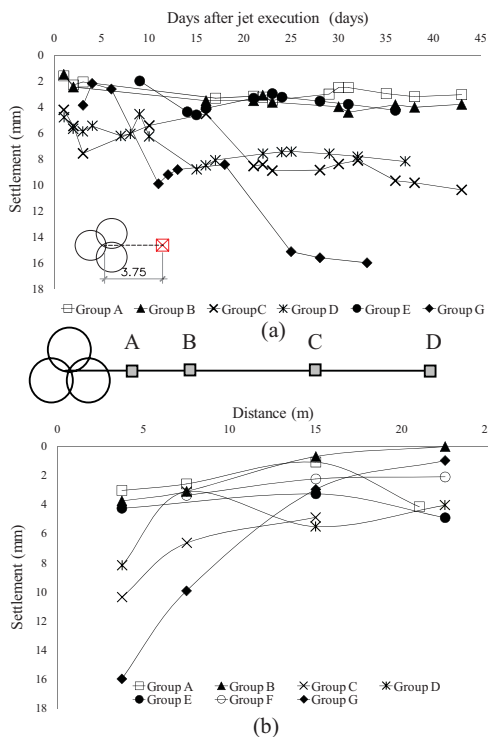 Days after jet execution (days)
0 5 10 15 20 25 30 35 40 45
0
2
4
6
8
10
12
14
16
18
Settlement (mm)
3.75
Group A Group B GroupC Group D Group E Group G
(a)
A B C D
Distance (m)
0 5 10 15 20 25
0
2
4
6
8
10
12
14
16
18
Settlement (mm)
Group A Group B Group C Group D
Group E Group F Group G
(b)